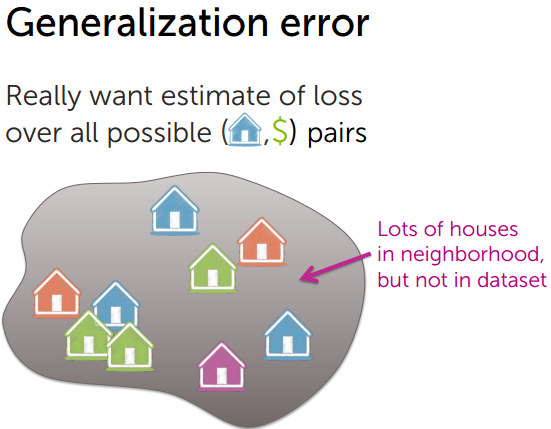 Generalization error
Really want estimate of loss
over all possible ( ,$) pairs
Lots of houses
in neighborhood,
but not in dataset